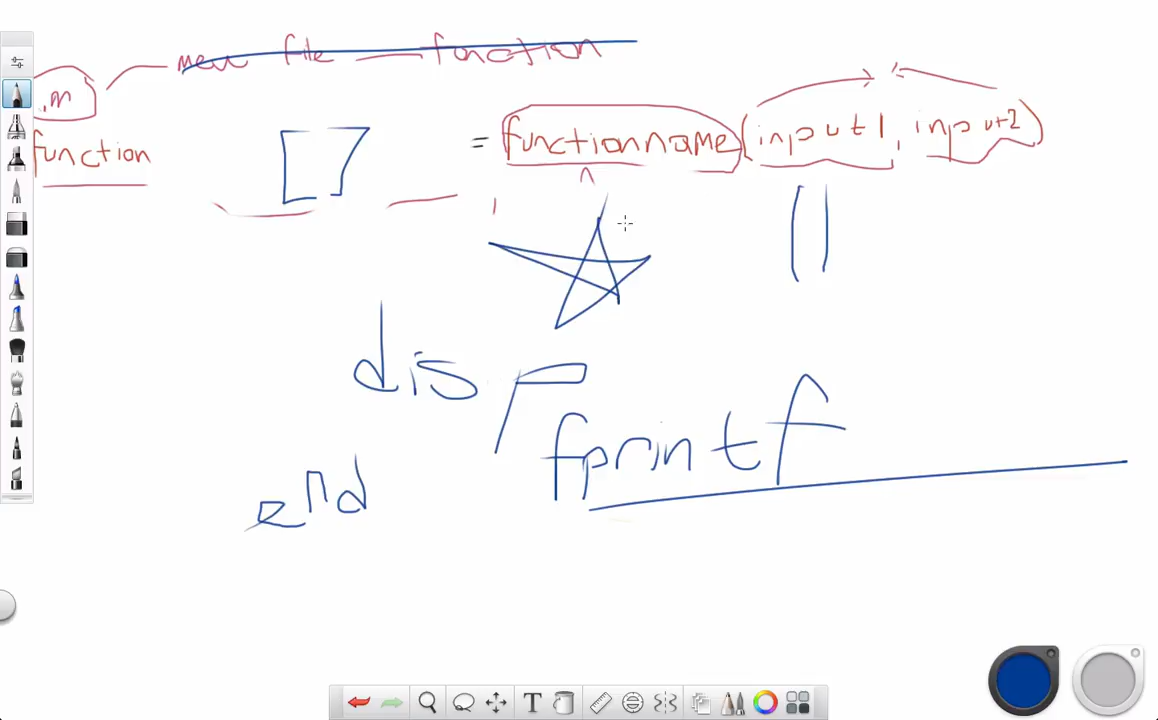 new file — function
.m
function [ ] = functionname(input1, input2)
disp
fprintf
end
T